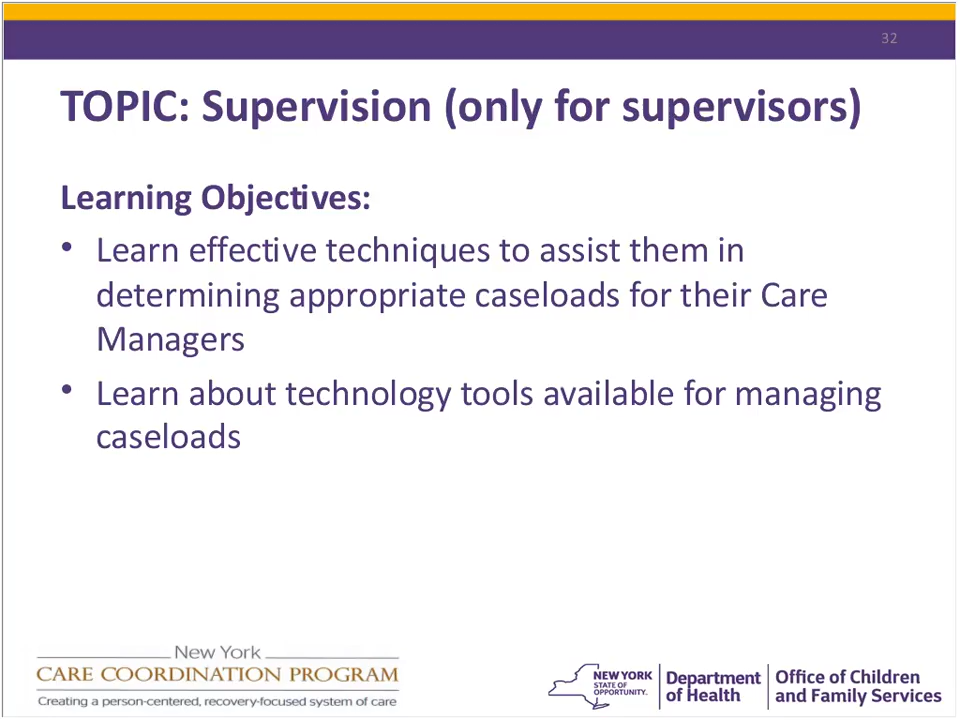 32
TOPIC: Supervision (only for supervisors)
Learning Objectives:
• Learn effective techniques to assist them in
determining appropriate caseloads for their Care
Managers
• Learn about technology tools available for managing
caseloads
New York
CARE COORDINATION PROGRAM
Creating a person-centered, recovery-focused system of care
NEW YORK
STATE OF
OPPORTUNITY.
Department
of Health
Office of Children
and Family Services